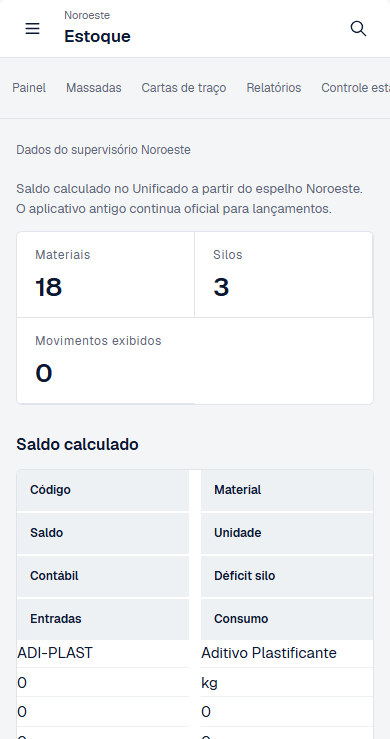 Noroeste
Estoque
Painel Massadas Cartas de traço Relatórios Controle
Dados do supervisório Noroeste
Saldo calculado no Unificado a partir do espelho Noroeste.
O aplicativo antigo continua oficial para lançamentos.
Materiais Silos
18 3
Movimentos exibidos
0
Saldo calculado
Código Material
Saldo Unidade
Contábil Déficit silo
Entradas Consumo
ADI-PLAST Aditivo Plastificante
0 kg
0 0